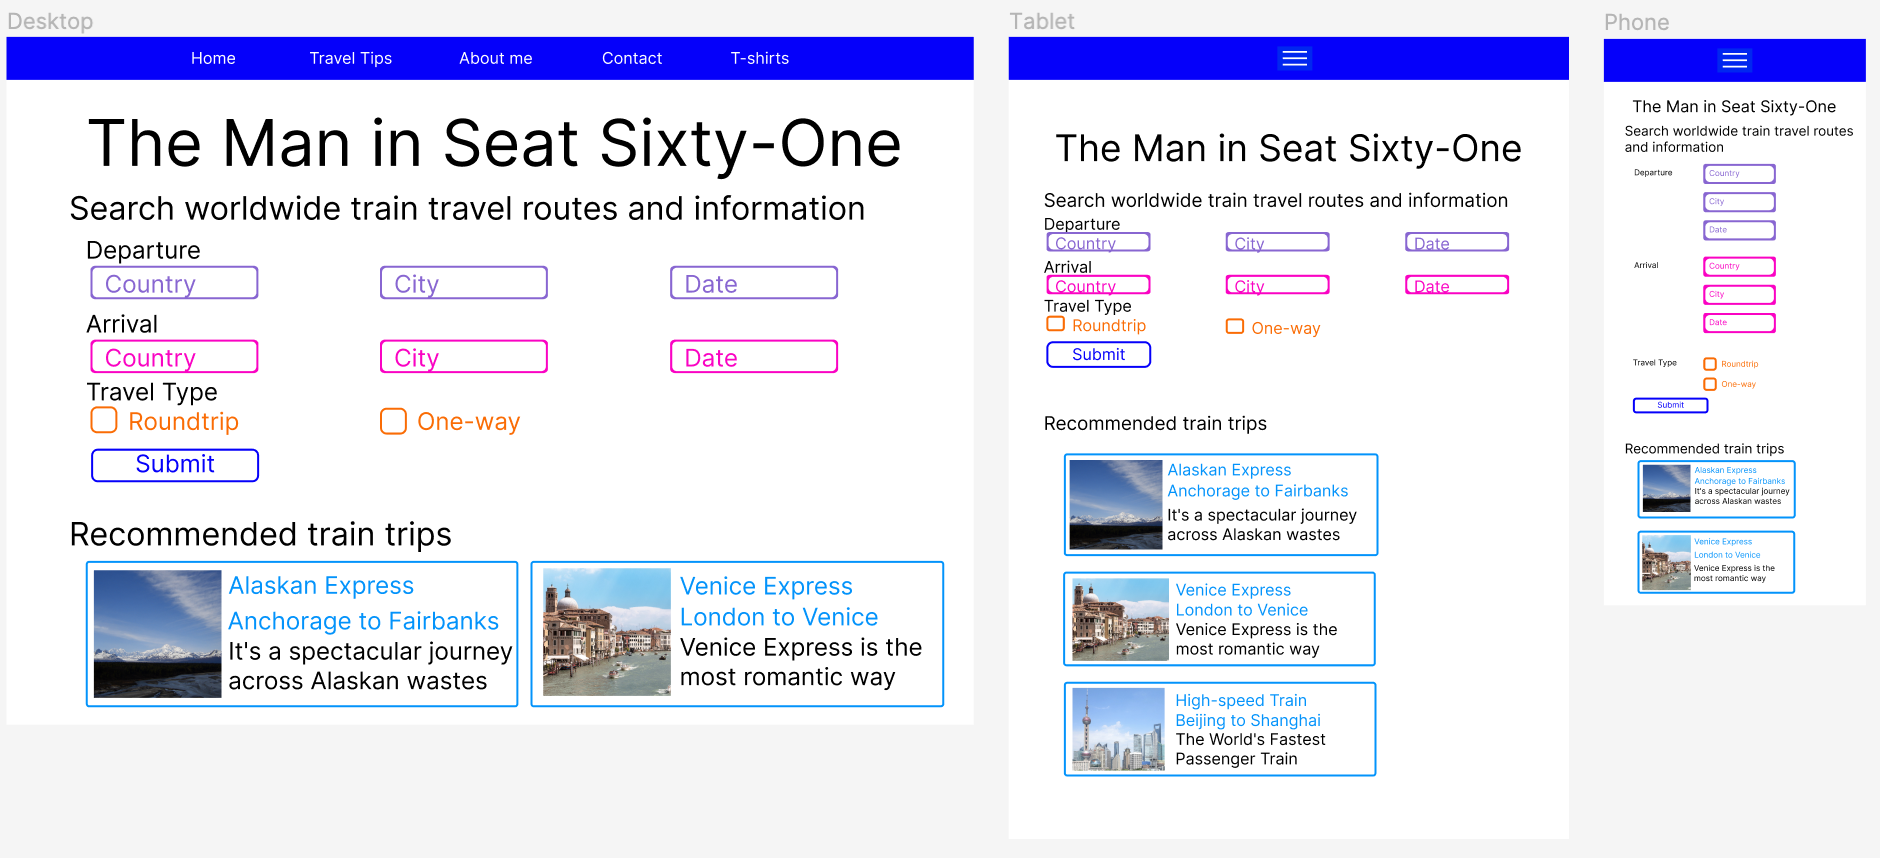 Desktop
Home Travel Tips About me Contact T-shirts
The Man in Seat Sixty-One
Search worldwide train travel routes and information
Departure
Country City Date
Arrival
Country City Date
Travel Type
Roundtrip One-way
Submit
Recommended train trips
Alaskan Express
Anchorage to Fairbanks
It's a spectacular journey
across Alaskan wastes
Venice Express
London to Venice
Venice Express is the
most romantic way
Tablet
The Man in Seat Sixty-One
Search worldwide train travel routes and information
Departure
Country City Date
Arrival
Country City Date
Travel Type
Roundtrip One-way
Submit
Recommended train trips
Alaskan Express
Anchorage to Fairbanks
It's a spectacular journey
across Alaskan wastes
Venice Express
London to Venice
Venice Express is the
most romantic way
High-speed Train
Beijing to Shanghai
The World's Fastest
Passenger Train
Phone
The Man in Seat Sixty-One
Search worldwide train travel routes
and information
Departure Country
City
Date
Arrival Country
City
Date
Travel Type Roundtrip
One-way
Submit
Recommended train trips
Alaskan Express
Anchorage to Fairbanks
It's a spectacular journey
across Alaskan wastes
Venice Express
London to Venice
Venice Express is the
most romantic way